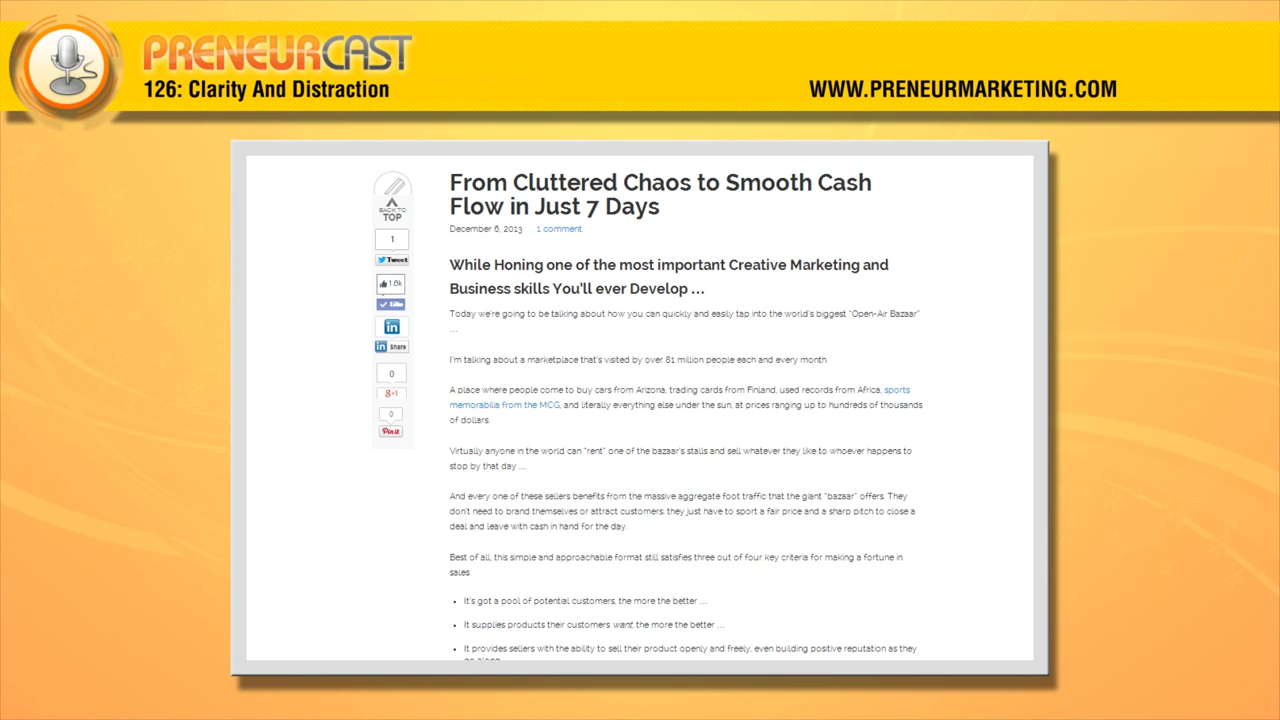 PRENEURCAST
126: Clarity And Distraction
WWW.PRENEURMARKETING.COM
BACK TO
TOP
1
Tweet
1.6k
Like
in
in Share
0
g+1
0
Pin it
From Cluttered Chaos to Smooth Cash
Flow in Just 7 Days
December 6, 2013 1 comment
While Honing one of the most important Creative Marketing and
Business skills You'll ever Develop …
Today we're going to be talking about how you can quickly and easily tap into the world's biggest "Open-Air Bazaar"
…
I'm talking about a marketplace that's visited by over 81 million people each and every month.
A place where people come to buy cars from Arizona, trading cards from Finland, used records from Africa, sports
memorabilia from the MCG, and literally everything else under the sun, at prices ranging up to hundreds of thousands
of dollars.
Virtually anyone in the world can "rent" one of the bazaar's stalls and sell whatever they like to whoever happens to
stop by that day …
And every one of these sellers benefits from the massive aggregate foot traffic that the giant "bazaar" offers. They
don't need to brand themselves or attract customers; they just have to sport a fair price and a sharp pitch to close a
deal and leave with cash in hand for the day.
Best of all, this simple and approachable format still satisfies three out of four key criteria for making a fortune in
sales:
• It's got a pool of potential customers, the more the better …
• It supplies products their customers want, the more the better …
• It provides sellers with the ability to sell their product openly and freely, even building positive reputation as they
go along